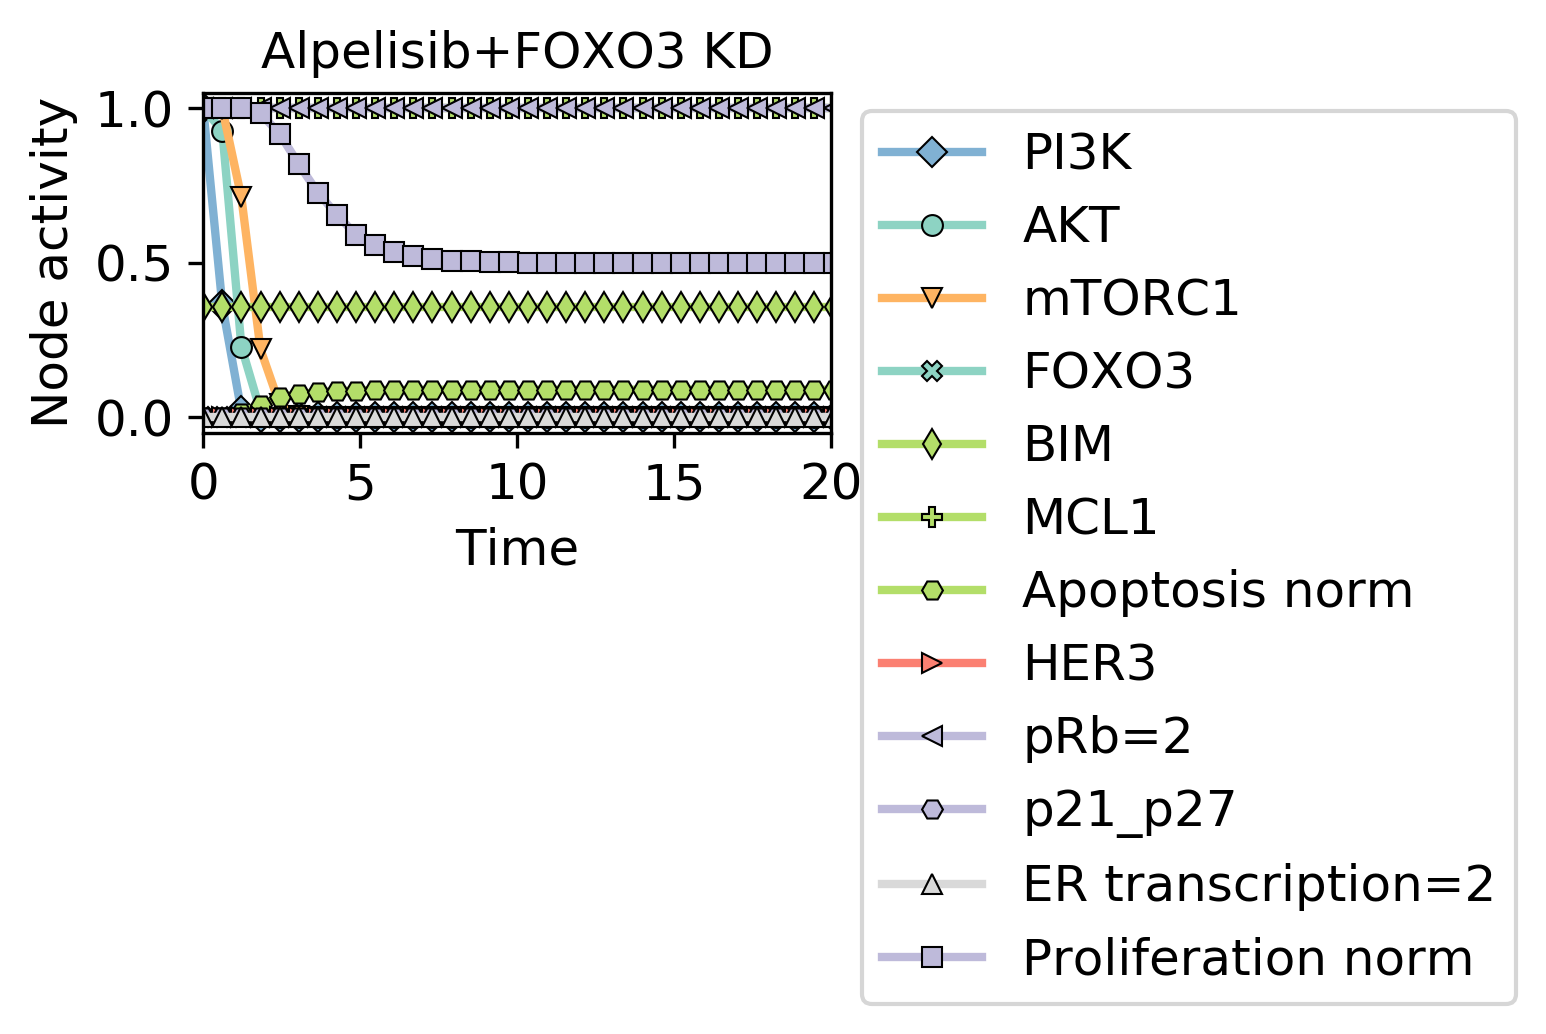 Alpelisib+FOXO3 KD
Node activity
1.0
0.5
0.0
0 5 10 15 20
Time
PI3K
AKT
mTORC1
FOXO3
BIM
MCL1
Apoptosis norm
HER3
pRb=2
p21_p27
ER transcription=2
Proliferation norm